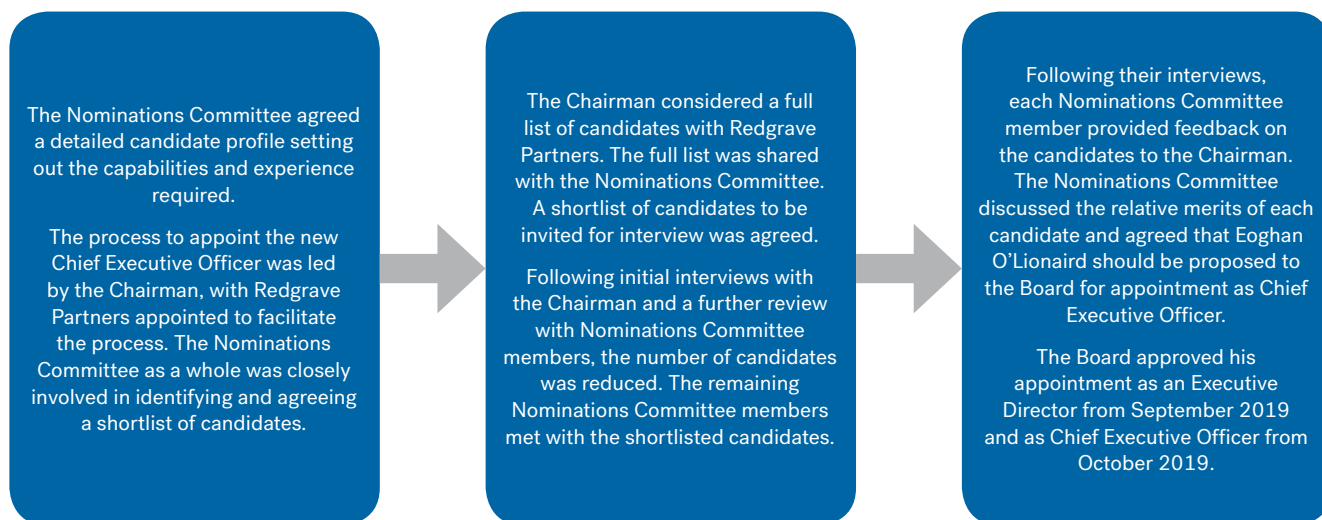 The Nominations Committee agreed
a detailed candidate profile setting
out the capabilities and experience
required.
The process to appoint the new
Chief Executive Officer was led
by the Chairman, with Redgrave
Partners appointed to facilitate
the process. The Nominations
Committee as a whole was closely
involved in identifying and agreeing
a shortlist of candidates.
The Chairman considered a full
list of candidates with Redgrave
Partners. The full list was shared
with the Nominations Committee.
A shortlist of candidates to be
invited for interview was agreed.
Following initial interviews with
the Chairman and a further review
with Nominations Committee
members, the number of candidates
was reduced. The remaining
Nominations Committee members
met with the shortlisted candidates.
Following their interviews,
each Nominations Committee
member provided feedback on
the candidates to the Chairman.
The Nominations Committee
discussed the relative merits of each
candidate and agreed that Eoghan
O’Lionaird should be proposed to
the Board for appointment as Chief
Executive Officer.
The Board approved his
appointment as an Executive
Director from September 2019
and as Chief Executive Officer from
October 2019.